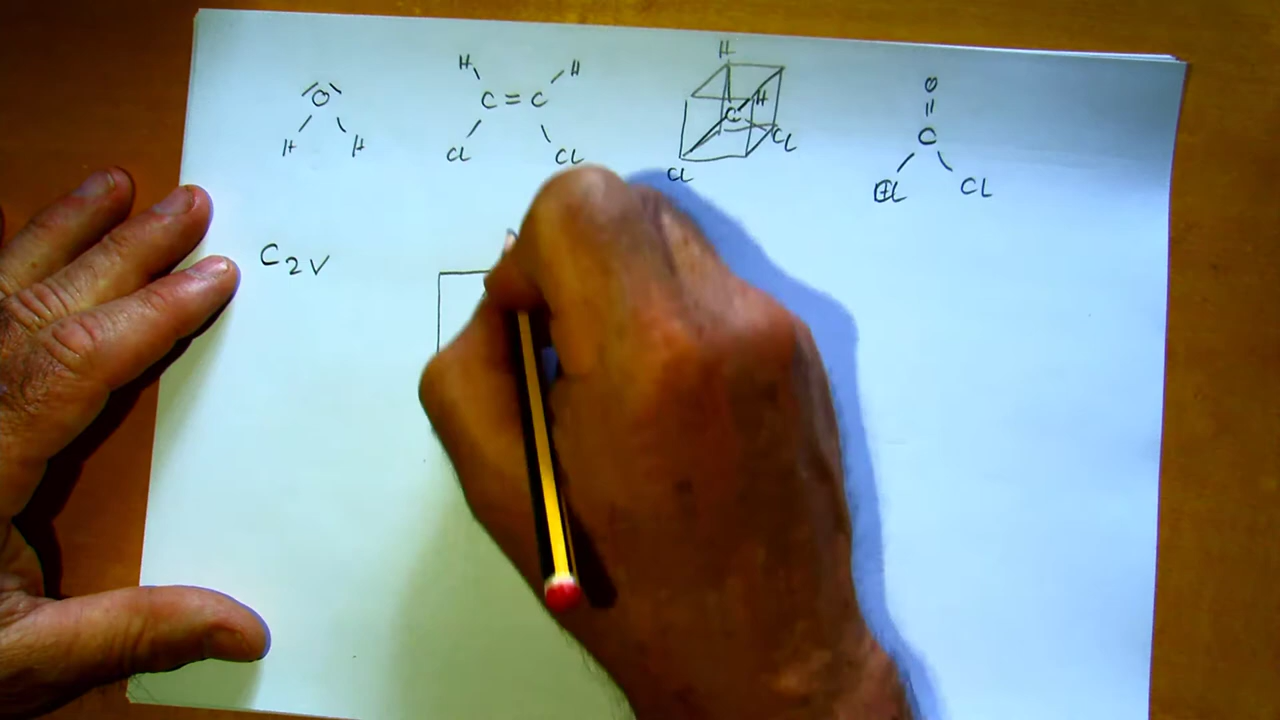 H H H O
O C = C H C
H H Cl Cl C Cl Cl Cl
Cl
C2V